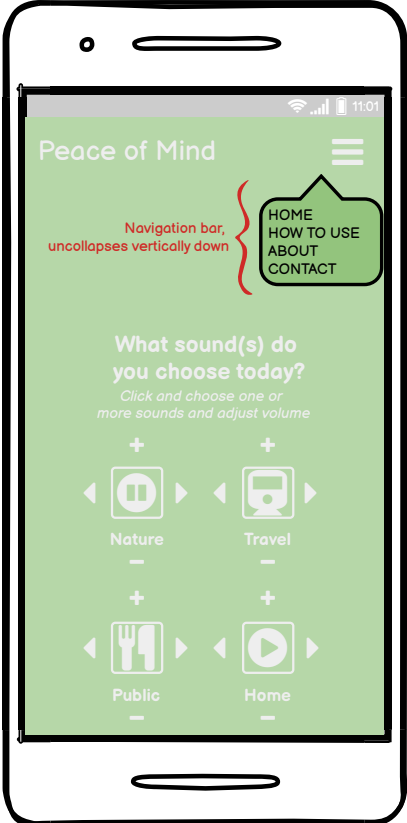 11:01
Peace of Mind
HOME
HOW TO USE
ABOUT
CONTACT
Navigation bar,
uncollapses vertically down
What sound(s) do
you choose today?
Click and choose one or
more sounds and adjust volume
+ +
Nature Travel
- -
+ +
Public Home
- -